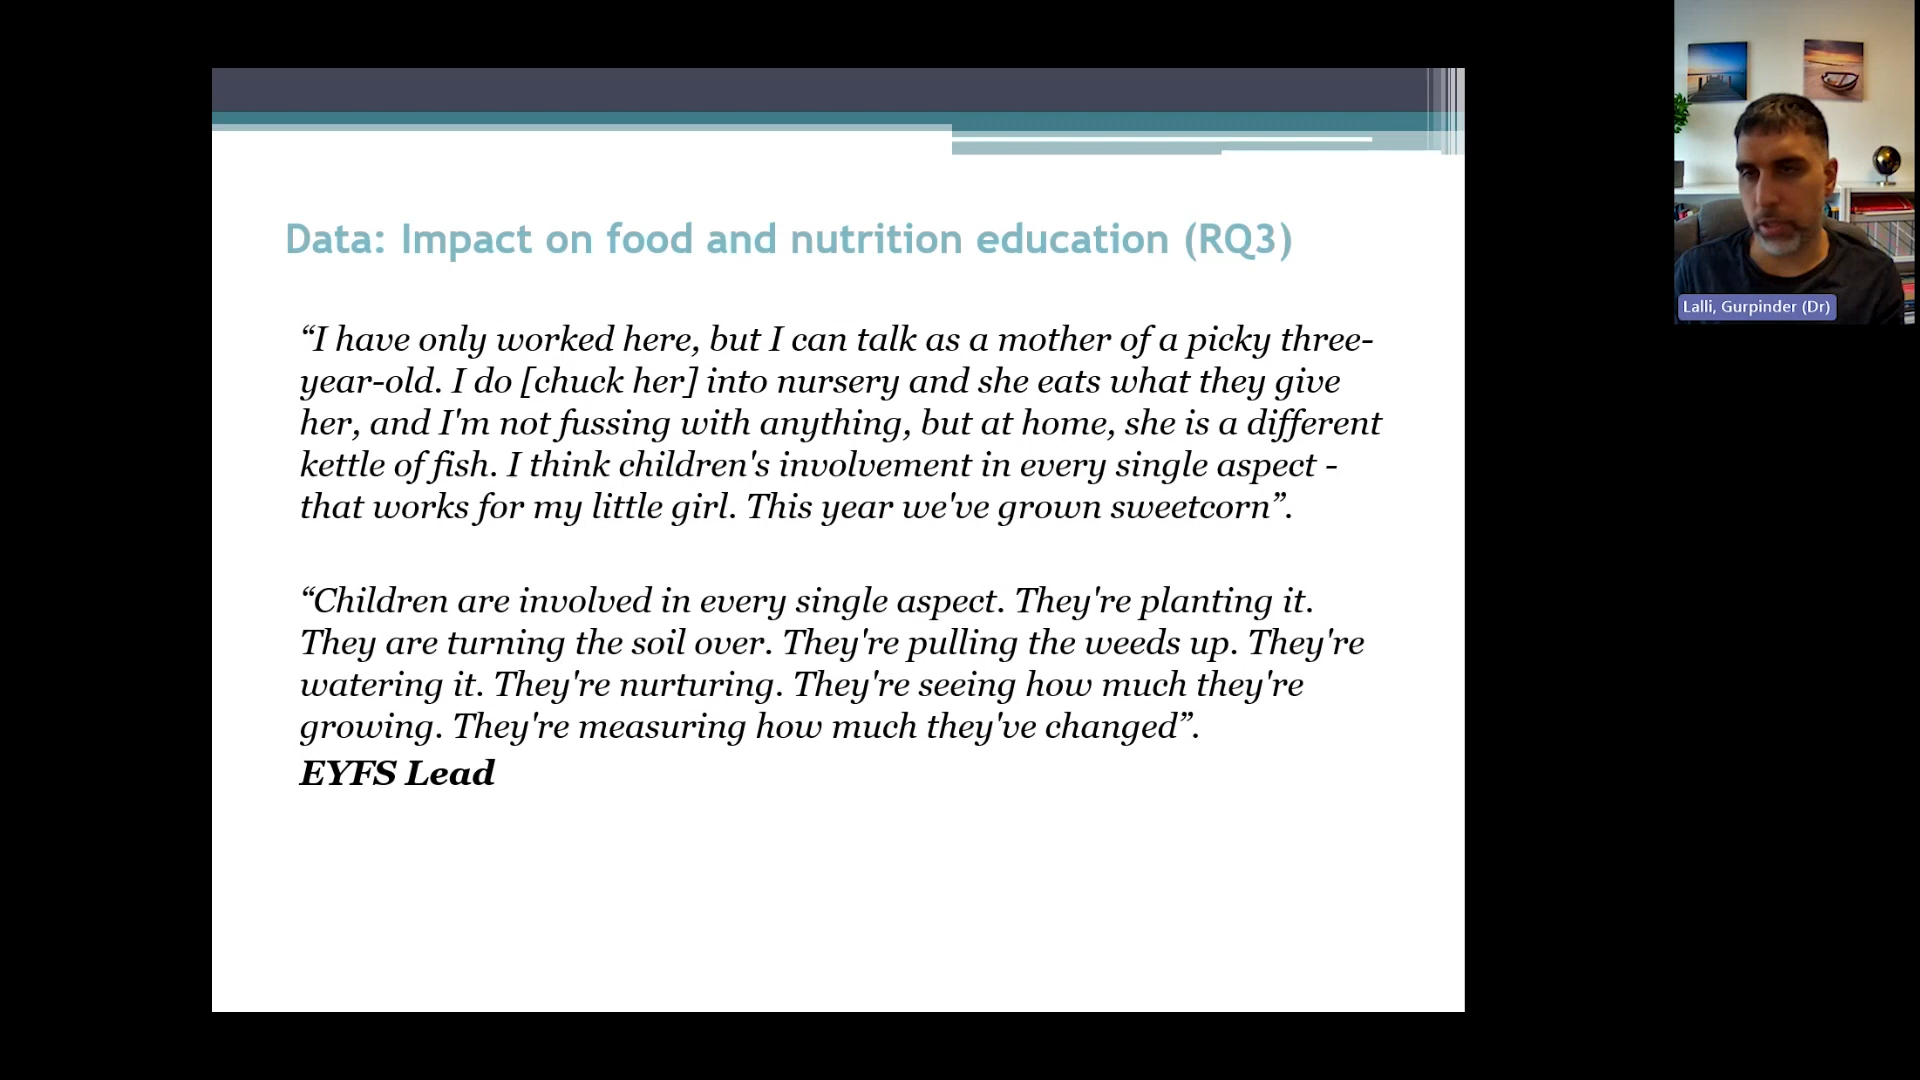 Data: Impact on food and nutrition education (RQ3)
“I have only worked here, but I can talk as a mother of a picky three-
year-old. I do [chuck her] into nursery and she eats what they give
her, and I'm not fussing with anything, but at home, she is a different
kettle of fish. I think children's involvement in every single aspect -
that works for my little girl. This year we've grown sweetcorn”.
“Children are involved in every single aspect. They're planting it.
They are turning the soil over. They're pulling the weeds up. They're
watering it. They're nurturing. They're seeing how much they're
growing. They're measuring how much they've changed”.
EYFS Lead
Lalli, Gurpinder (Dr)